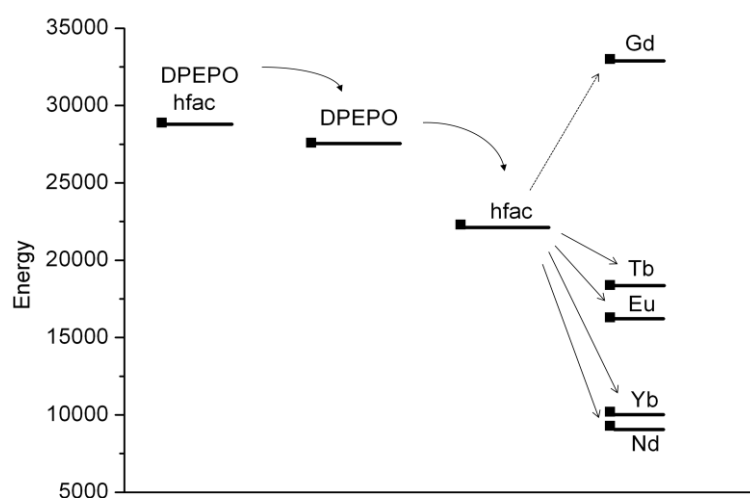 35000
30000
25000
20000
15000
10000
5000
Energy
DPEPO
hfac
DPEPO
hfac
Gd
Tb
Eu
Yb
Nd